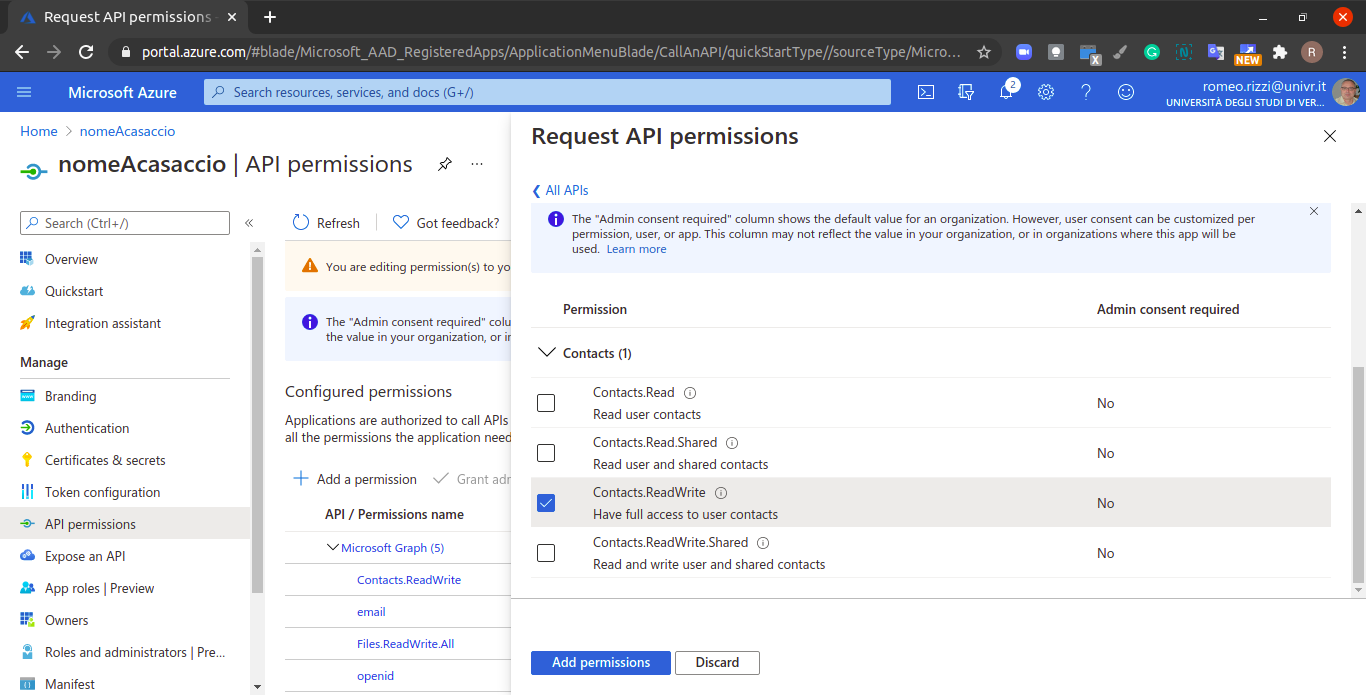 Request API permissions
portal.azure.com/#blade/Microsoft_AAD_RegisteredApps/ApplicationMenuBlade/CallAnAPI/quickStartType//sourceType/Micro...
X
G
N
NEW
R
Microsoft Azure
Search resources, services, and docs (G+/)
2
romeo.rizzi@univr.it
UNIVERSITÀ DEGLI STUDI DI VER...
Home > nomeAcasaccio
nomeAcasaccio | API permissions
...
Search (Ctrl+/)
«
Overview
Quickstart
Integration assistant
Manage
Branding
Authentication
Certificates & secrets
Token configuration
API permissions
Expose an API
App roles | Preview
Owners
Roles and administrators | Pre...
Manifest
Refresh
Got feedback?
You are editing permission(s) to yo
The "Admin consent required" colu
the value in your organization, or in
Configured permissions
Applications are authorized to call APIs
all the permissions the application need
Add a permission
Grant adr
API / Permissions name
Microsoft Graph (5)
Contacts.ReadWrite
email
Files.ReadWrite.All
openid
Request API permissions
All APIs
The "Admin consent required" column shows the default value for an organization. However, user consent can be customized per
permission, user, or app. This column may not reflect the value in your organization, or in organizations where this app will be
used. Learn more
Permission Admin consent required
Contacts (1)
Contacts.Read
Read user contacts
No
Contacts.Read.Shared
Read user and shared contacts
No
Contacts.ReadWrite
Have full access to user contacts
No
Contacts.ReadWrite.Shared
Read and write user and shared contacts
No
Add permissions
Discard